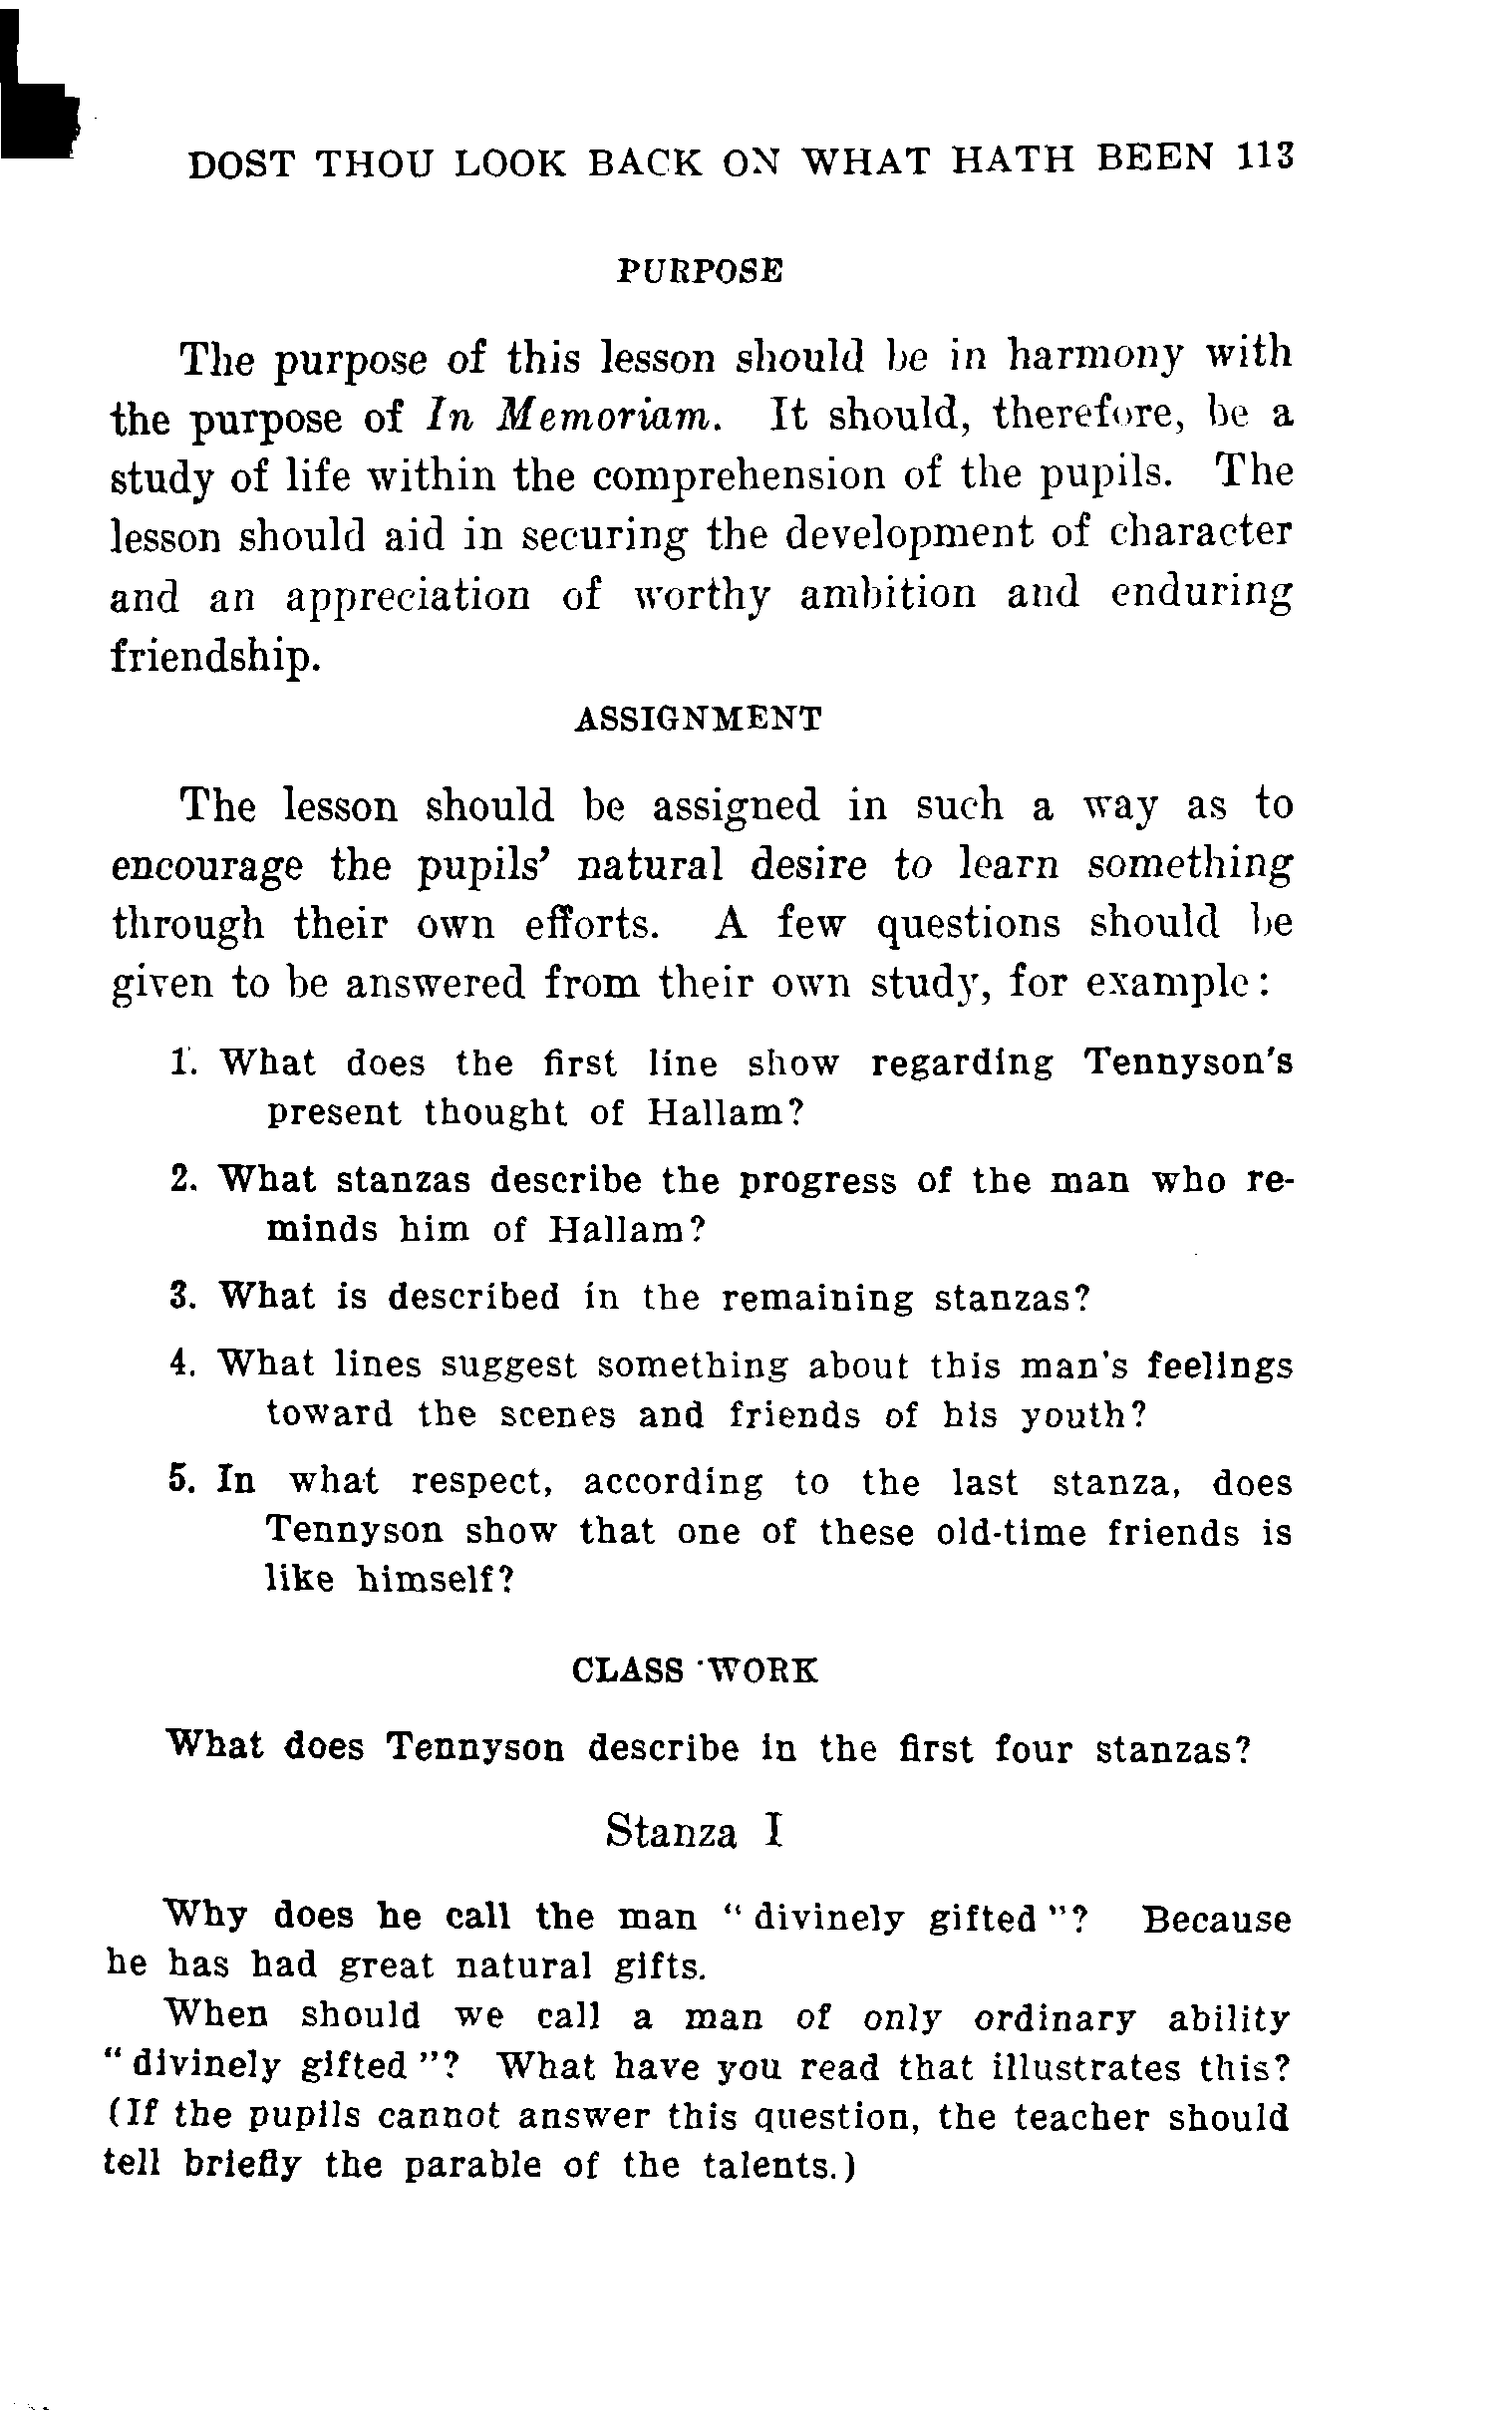 DOST THOU LOOK BACK ON WHAT HATH BEEN 113
PURPOSE
The purpose of this lesson should be in harmony with
the purpose of In Memoriam. It should, therefore, be a
study of life within the comprehension of the pupils. The
lesson should aid in securing the development of character
and an appreciation of worthy ambition and enduring
friendship.
ASSIGNMENT
The lesson should be assigned in such a way as to
encourage the pupils' natural desire to learn something
through their own efforts. A few questions should be
given to be answered from their own study, for example:
1. What does the first line show regarding Tennyson's
present thought of Hallam?
2. What stanzas describe the progress of the man who re-
minds him of Hallam?
3. What is described in the remaining stanzas?
4. What lines suggest something about this man's feelings
toward the scenes and friends of his youth?
5. In what respect, according to the last stanza, does
Tennyson show that one of these old-time friends is
like himself?
CLASS WORK
What does Tennyson describe in the first four stanzas?
Stanza I
Why does he call the man "divinely gifted"? Because
he has had great natural gifts.
When should we call a man of only ordinary ability
"divinely gifted"? What have you read that illustrates this?
(If the pupils cannot answer this question, the teacher should
tell briefly the parable of the talents.)